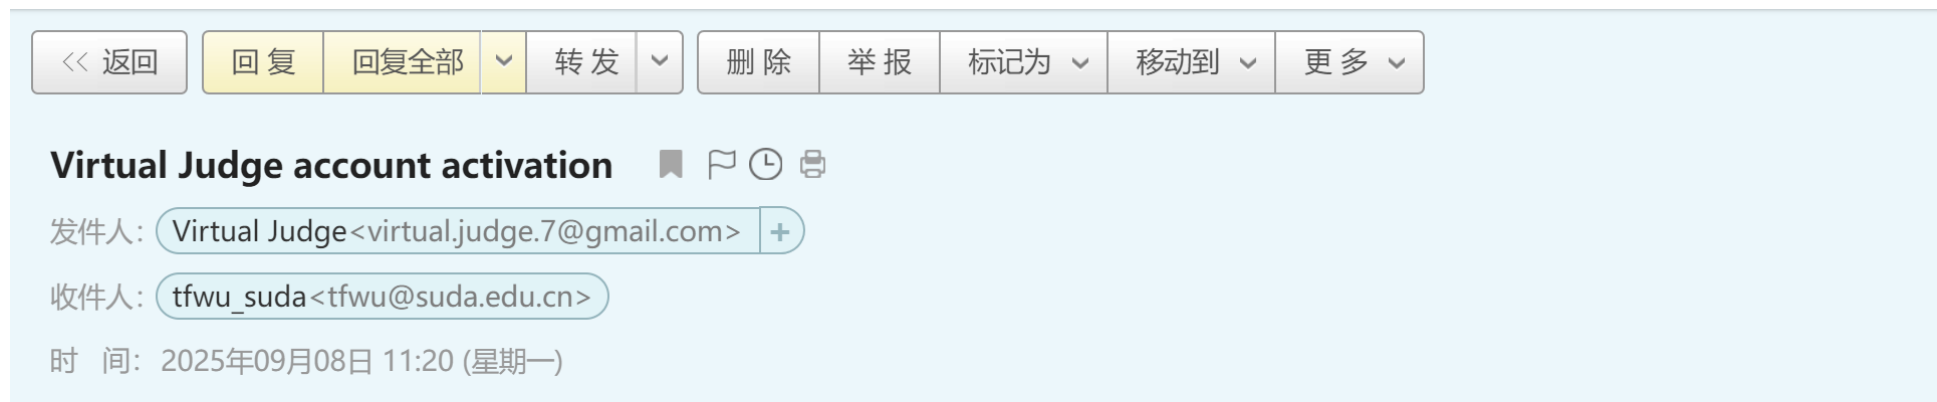 << 返回 回 复 回复全部 转 发 删 除 举 报 标记为 移动到 更 多
Virtual Judge account activation
发件人： Virtual Judge<virtual.judge.7@gmail.com> +
收件人： tfwu_suda<tfwu@suda.edu.cn>
时 间： 2025年09月08日 11:20 (星期一)